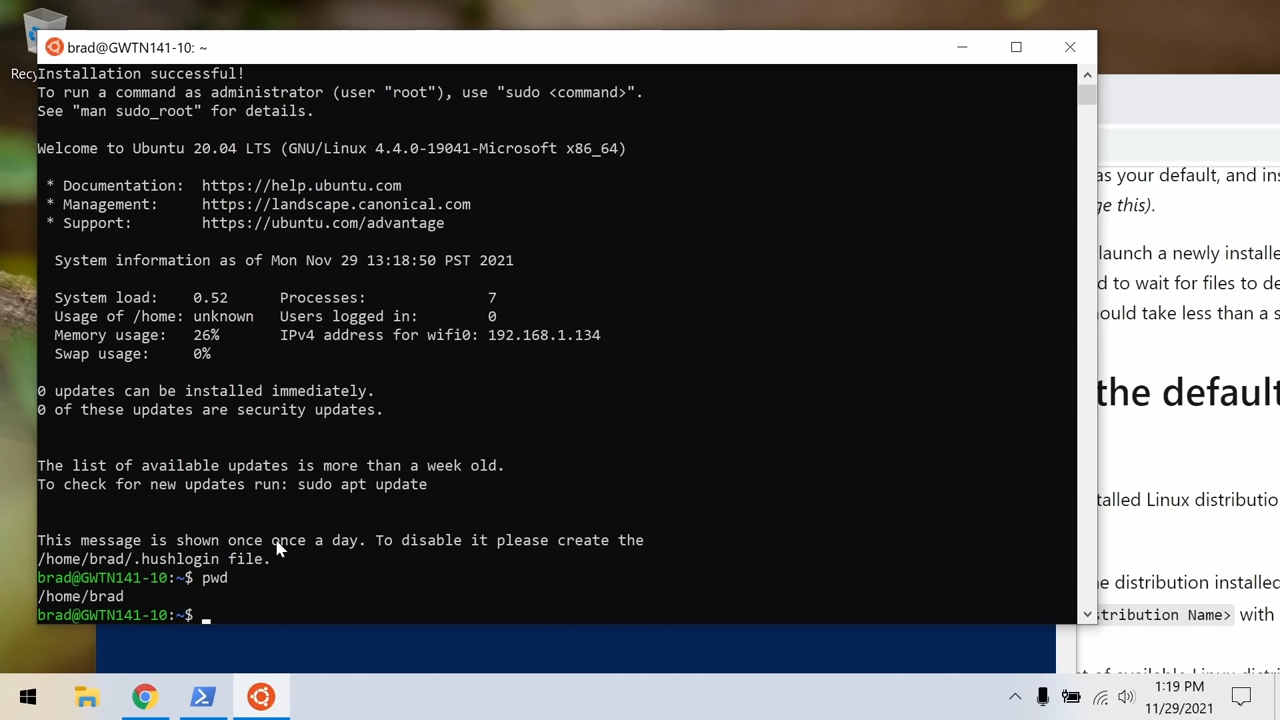 Recy
brad@GWTN141-10: ~
Installation successful!
To run a command as administrator (user "root"), use "sudo <command>".
See "man sudo_root" for details.
Welcome to Ubuntu 20.04 LTS (GNU/Linux 4.4.0-19041-Microsoft x86_64)
* Documentation: https://help.ubuntu.com
* Management: https://landscape.canonical.com
* Support: https://ubuntu.com/advantage
System information as of Mon Nov 29 13:18:50 PST 2021
System load: 0.52 Processes: 7
Usage of /home: unknown Users logged in: 0
Memory usage: 26% IPv4 address for wifi0: 192.168.1.134
Swap usage: 0%
0 updates can be installed immediately.
0 of these updates are security updates.
The list of available updates is more than a week old.
To check for new updates run: sudo apt update
This message is shown once once a day. To disable it please create the
/home/brad/.hushlogin file.
brad@GWTN141-10:~$ pwd
/home/brad
brad@GWTN141-10:~$
as your default, and ins
ge this).
launch a newly installe
d to wait for files to de
ould take less than a s
the default
talled Linux distributio
e distribution installed
stribution Name> with
st of available Linux distri
1:19 PM
11/29/2021